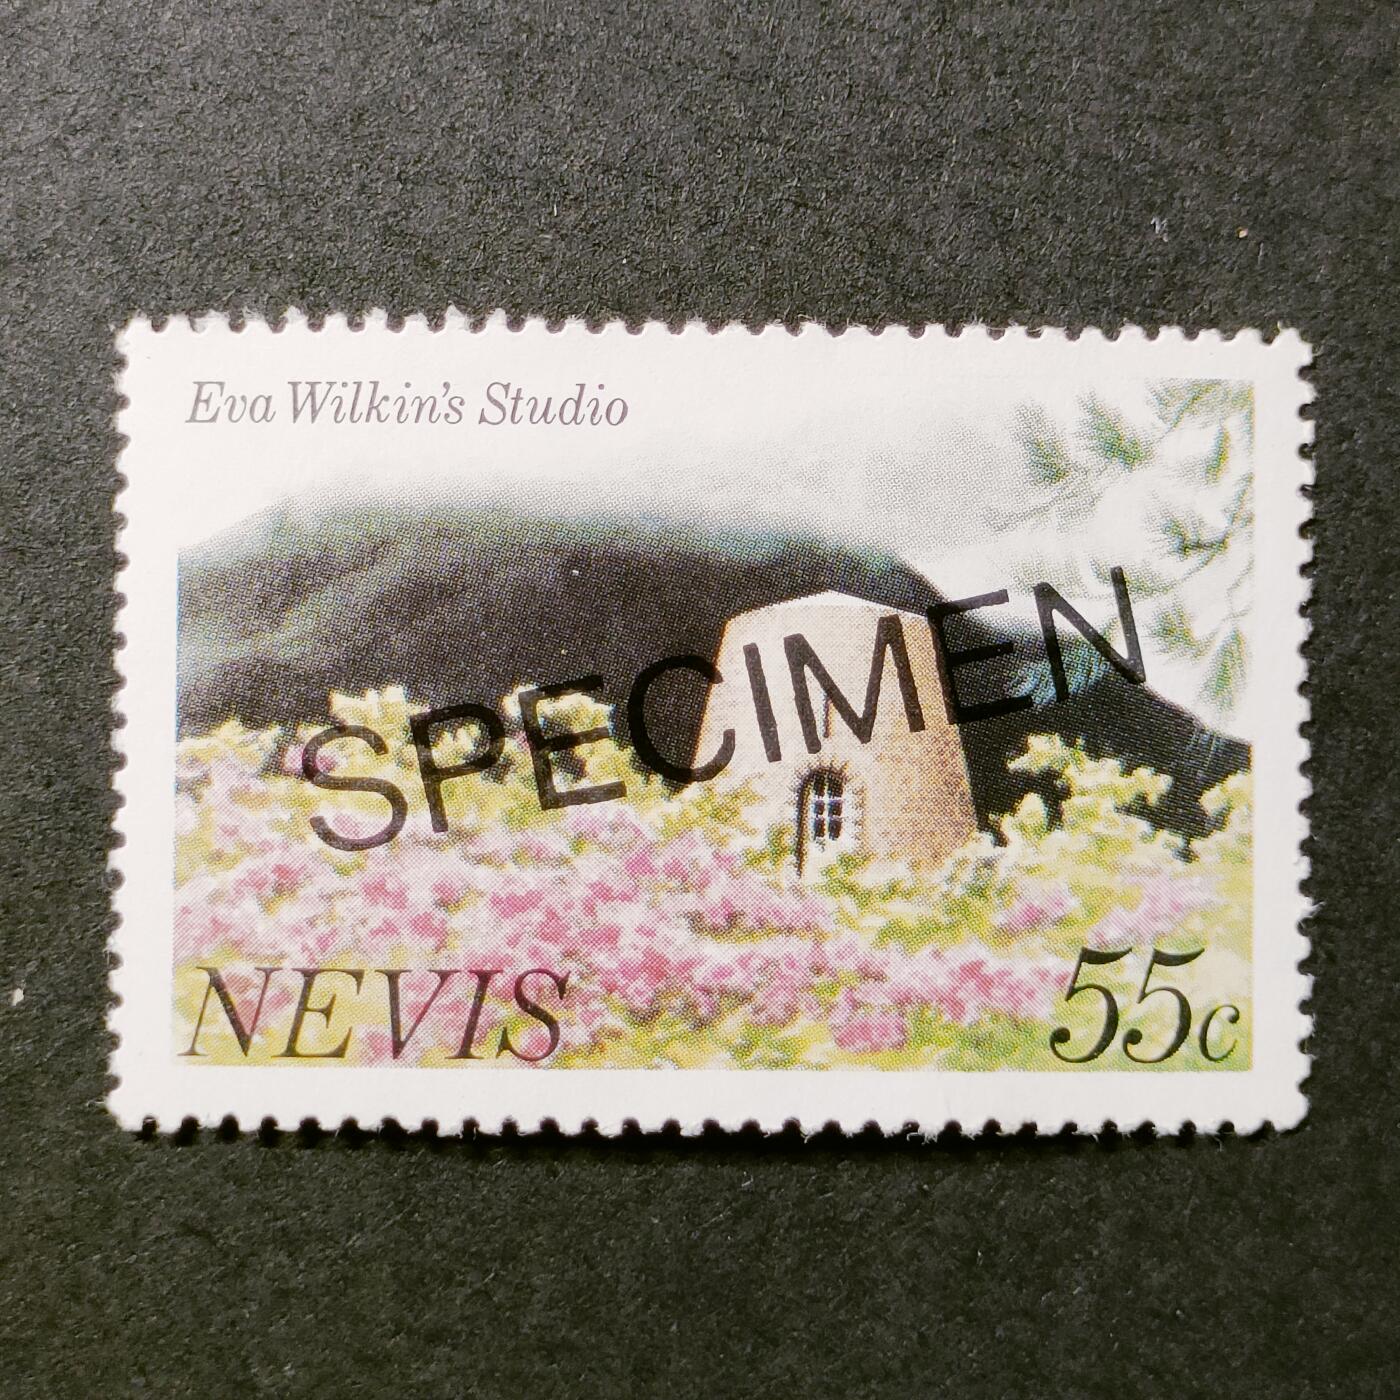 Eva Wilkin's Studio
SPECIMEN
NEVIS
55c